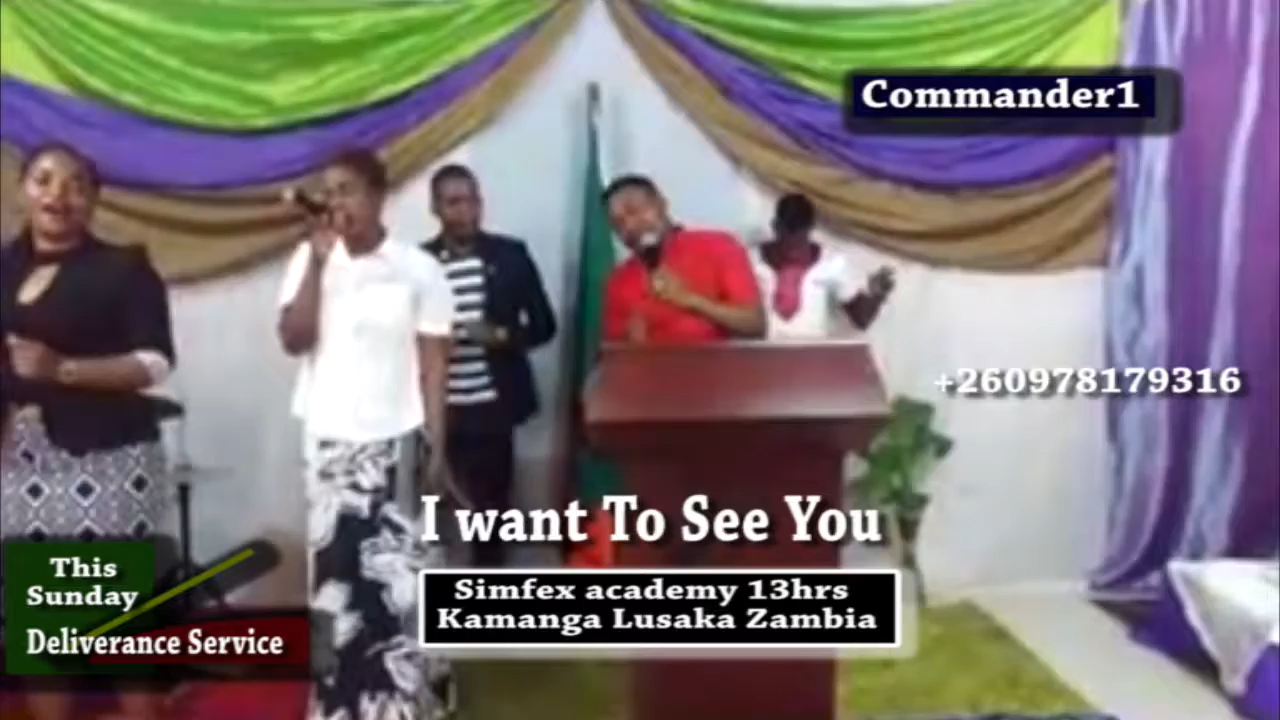 Commander1
+260978179316
I want To See You
Simfex academy 13hrs
Kamanga Lusaka Zambia
This
Sunday
Deliverance Service